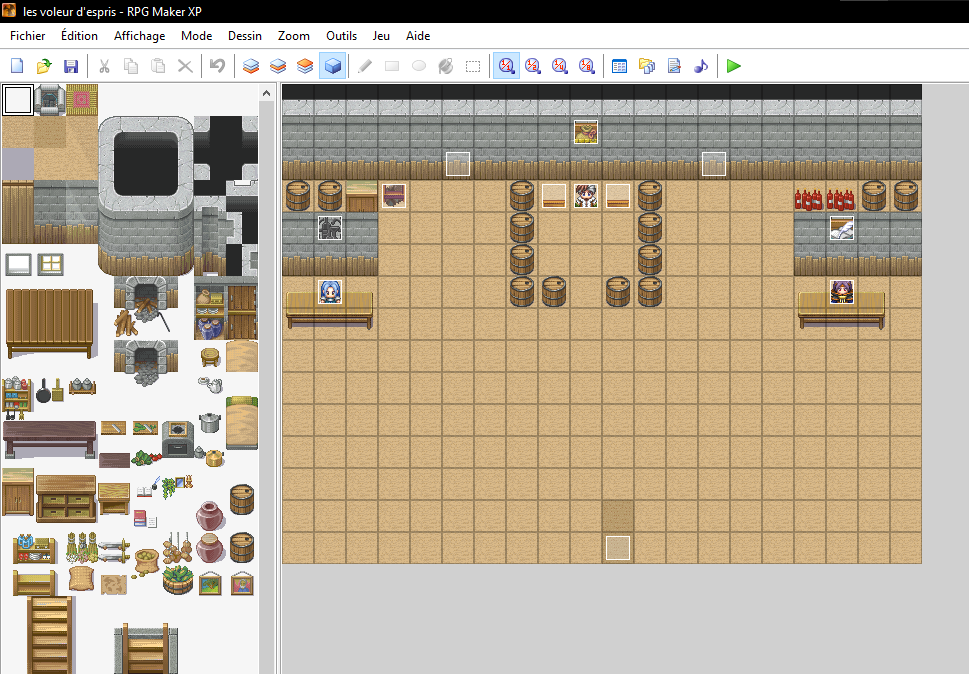 les voleur d'espris - RPG Maker XP
Fichier Édition Affichage Mode Dessin Zoom Outils Jeu Aide